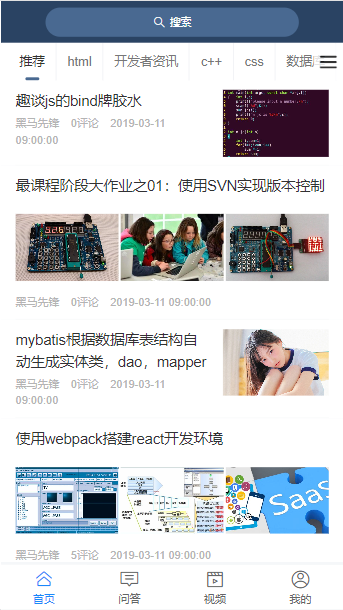 搜索
推荐 html 开发者资讯 c++ css 数据
趣谈js的bind牌胶水
黑马先锋 0评论 2019-03-11
09:00:00
最课程阶段大作业之01：使用SVN实现版本控制
黑马先锋 0评论 2019-03-11 09:00:00
mybatis根据数据库表结构自
动生成实体类，dao，mapper
黑马先锋 0评论 2019-03-11
09:00:00
使用webpack搭建react开发环境
SaaS
黑马先锋 5评论 2019-03-11 09:00:00
首页 问答 视频 我的